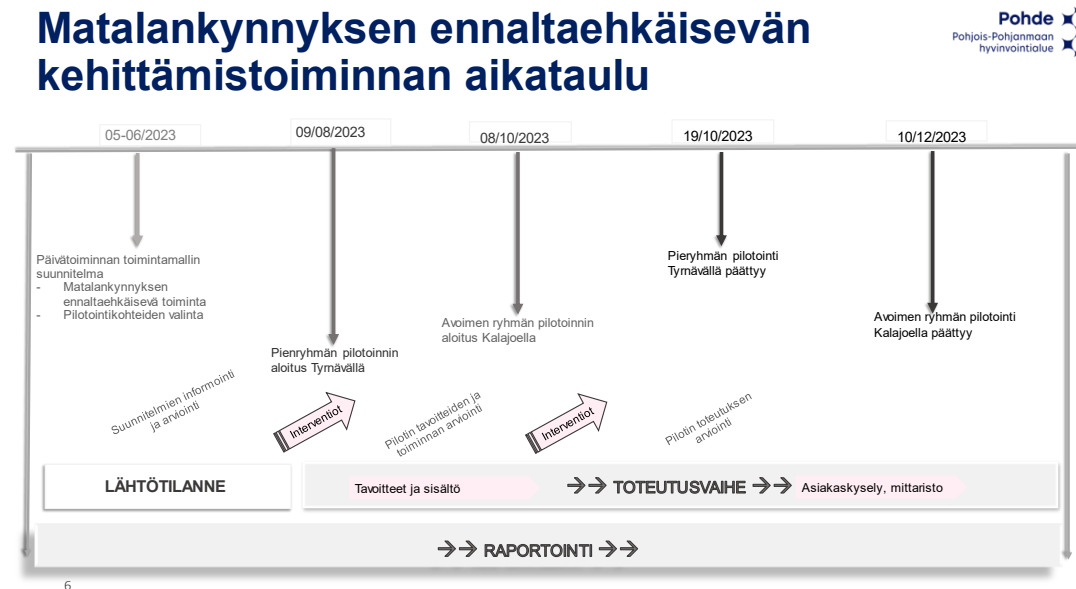 Matalankynnyksen ennaltaehkäisevän
kehittämistoiminnan aikataulu
Pohde
Pohjois-Pohjanmaan
hyvinvointialue
05-06/2023
09/08/2023
08/10/2023
19/10/2023
10/12/2023
Päivätoiminnan toimintamallin
suunnitelma
- Matalankynnyksen
ennaltaehkäisevä toiminta
- Pilotointikohteiden valinta
Pienryhmän pilotoinnin
aloitus Tyrnävällä
Avoimen ryhmän pilotoinnin
aloitus Kalajoella
Pieryhmän pilotointi
Tyrnävällä päättyy
Avoimen ryhmän pilotointi
Kalajoella päättyy
Suunnitelmien informointi
ja arviointi
Interventiot
Pilotin tavoitteiden ja
toiminnan arviointi
Interventiot
Pilotin toteutuksen
arviointi
LÄHTÖTILANNE
Tavoitteet ja sisältö
→→ TOTEUTUSVAIHE →→
Asiakaskysely, mittaristo
→→ RAPORTOINTI →→
6